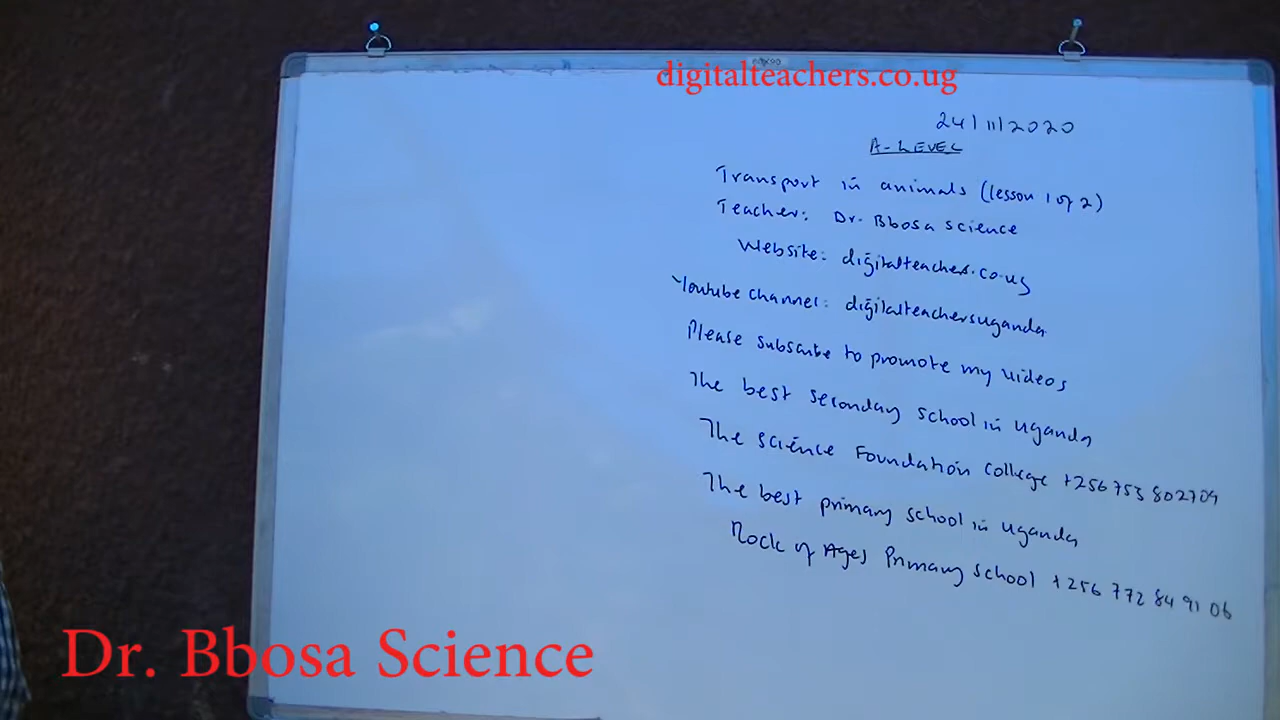 digitalteachers.co.ug
24/11/2020
A-LEVEL
Transport in animals (lesson 1 of 2)
Teacher: Dr. Bbosa science
Website: digitalteachers.co.ug
Youtube channel: digitalteachersuganda
Please subscribe to promote my videos
The best secondary school in uganda
The science Foundation college +256 753 802709
The best primary school in uganda
Rock of Ages Primary school +256 772 84 91 06
Dr. Bbosa Science